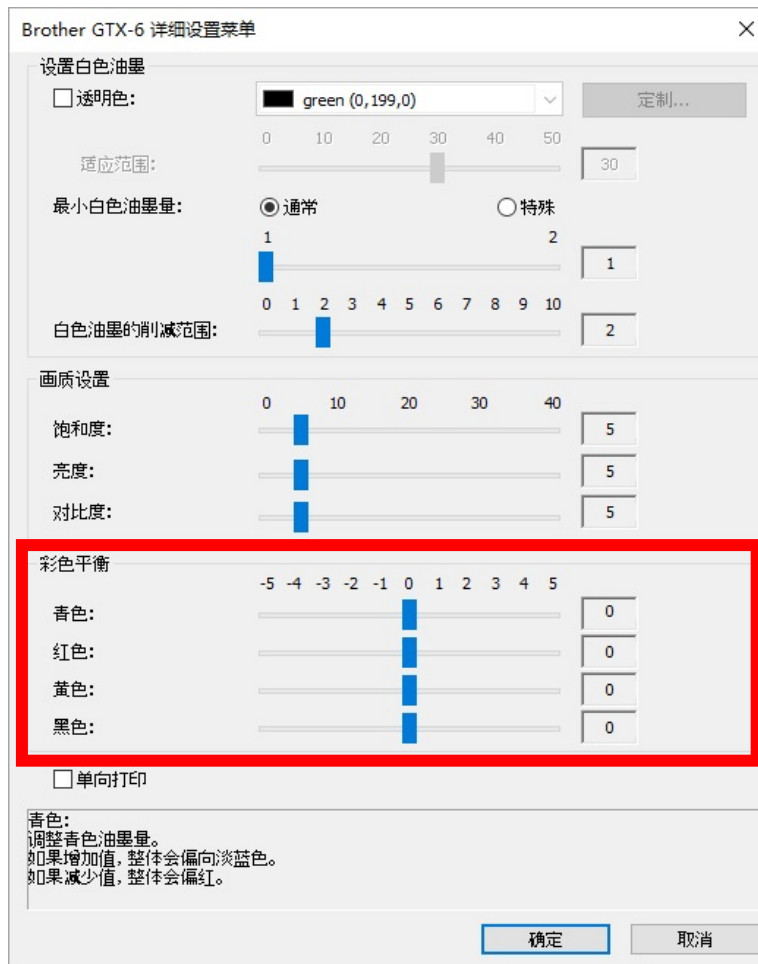 Brother GTX-6 详细设置菜单
设置白色油墨
透明色:
green (0,199,0)
定制...
0 10 20 30 40 50
适应范围:
30
最小白色油墨量:
通常
特殊
1 2
1
0 1 2 3 4 5 6 7 8 9 10
白色油墨的削减范围:
2
画质设置
0 10 20 30 40
饱和度:
5
亮度:
5
对比度:
5
彩色平衡
-5 -4 -3 -2 -1 0 1 2 3 4 5
青色:
0
红色:
0
黄色:
0
黑色:
0
单向打印
青色:
调整青色油墨量。
如果增加值,整体会偏向淡蓝色。
如果减少值,整体会偏红。
确定
取消